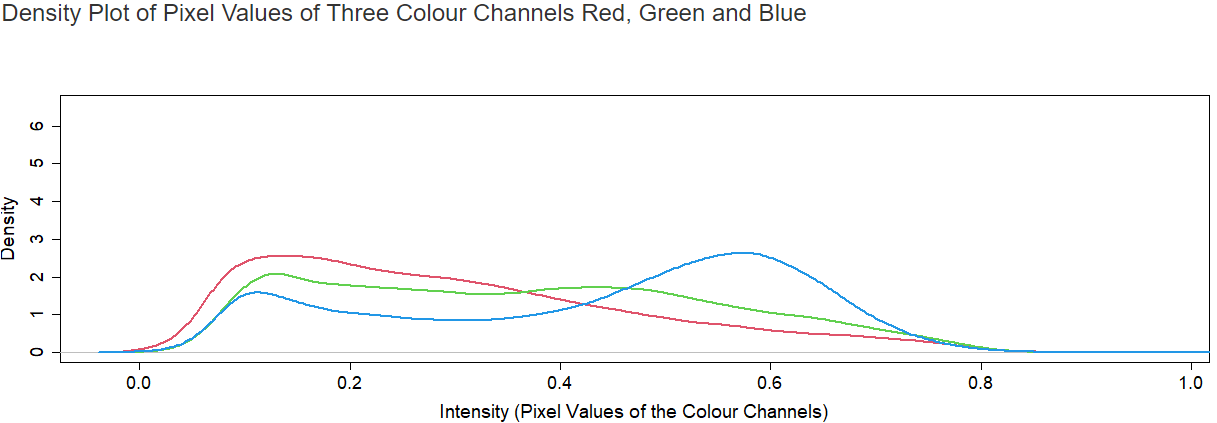 Density Plot of Pixel Values of Three Colour Channels Red, Green and Blue
Density
6
5
4
3
2
1
0
0.0 0.2 0.4 0.6 0.8 1.0
Intensity (Pixel Values of the Colour Channels)